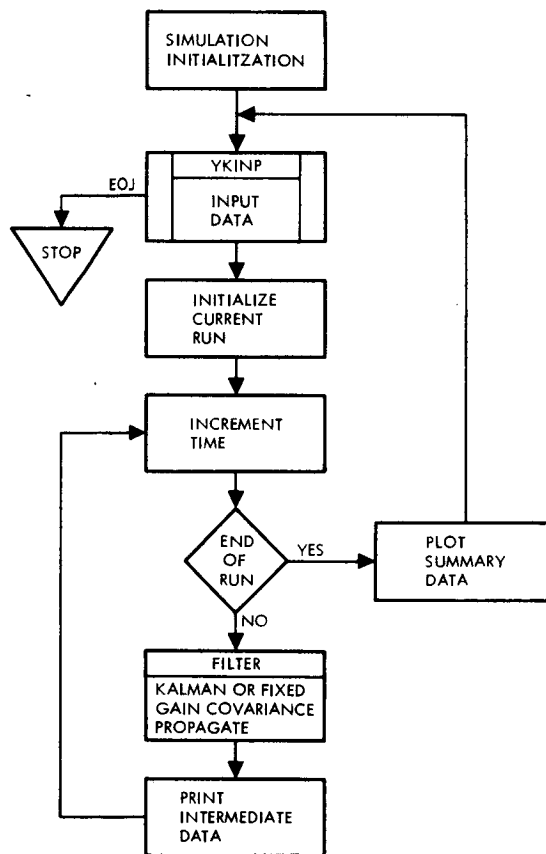 SIMULATION
INITIALITZATION
YKINP
EOJ
INPUT
DATA
STOP
INITIALIZE
CURRENT
RUN
INCREMENT
TIME
END
OF
RUN
YES
PLOT
SUMMARY
DATA
NO
FILTER
KALMAN OR FIXED
GAIN COVARIANCE
PROPAGATE
PRINT
INTERMEDIATE
DATA